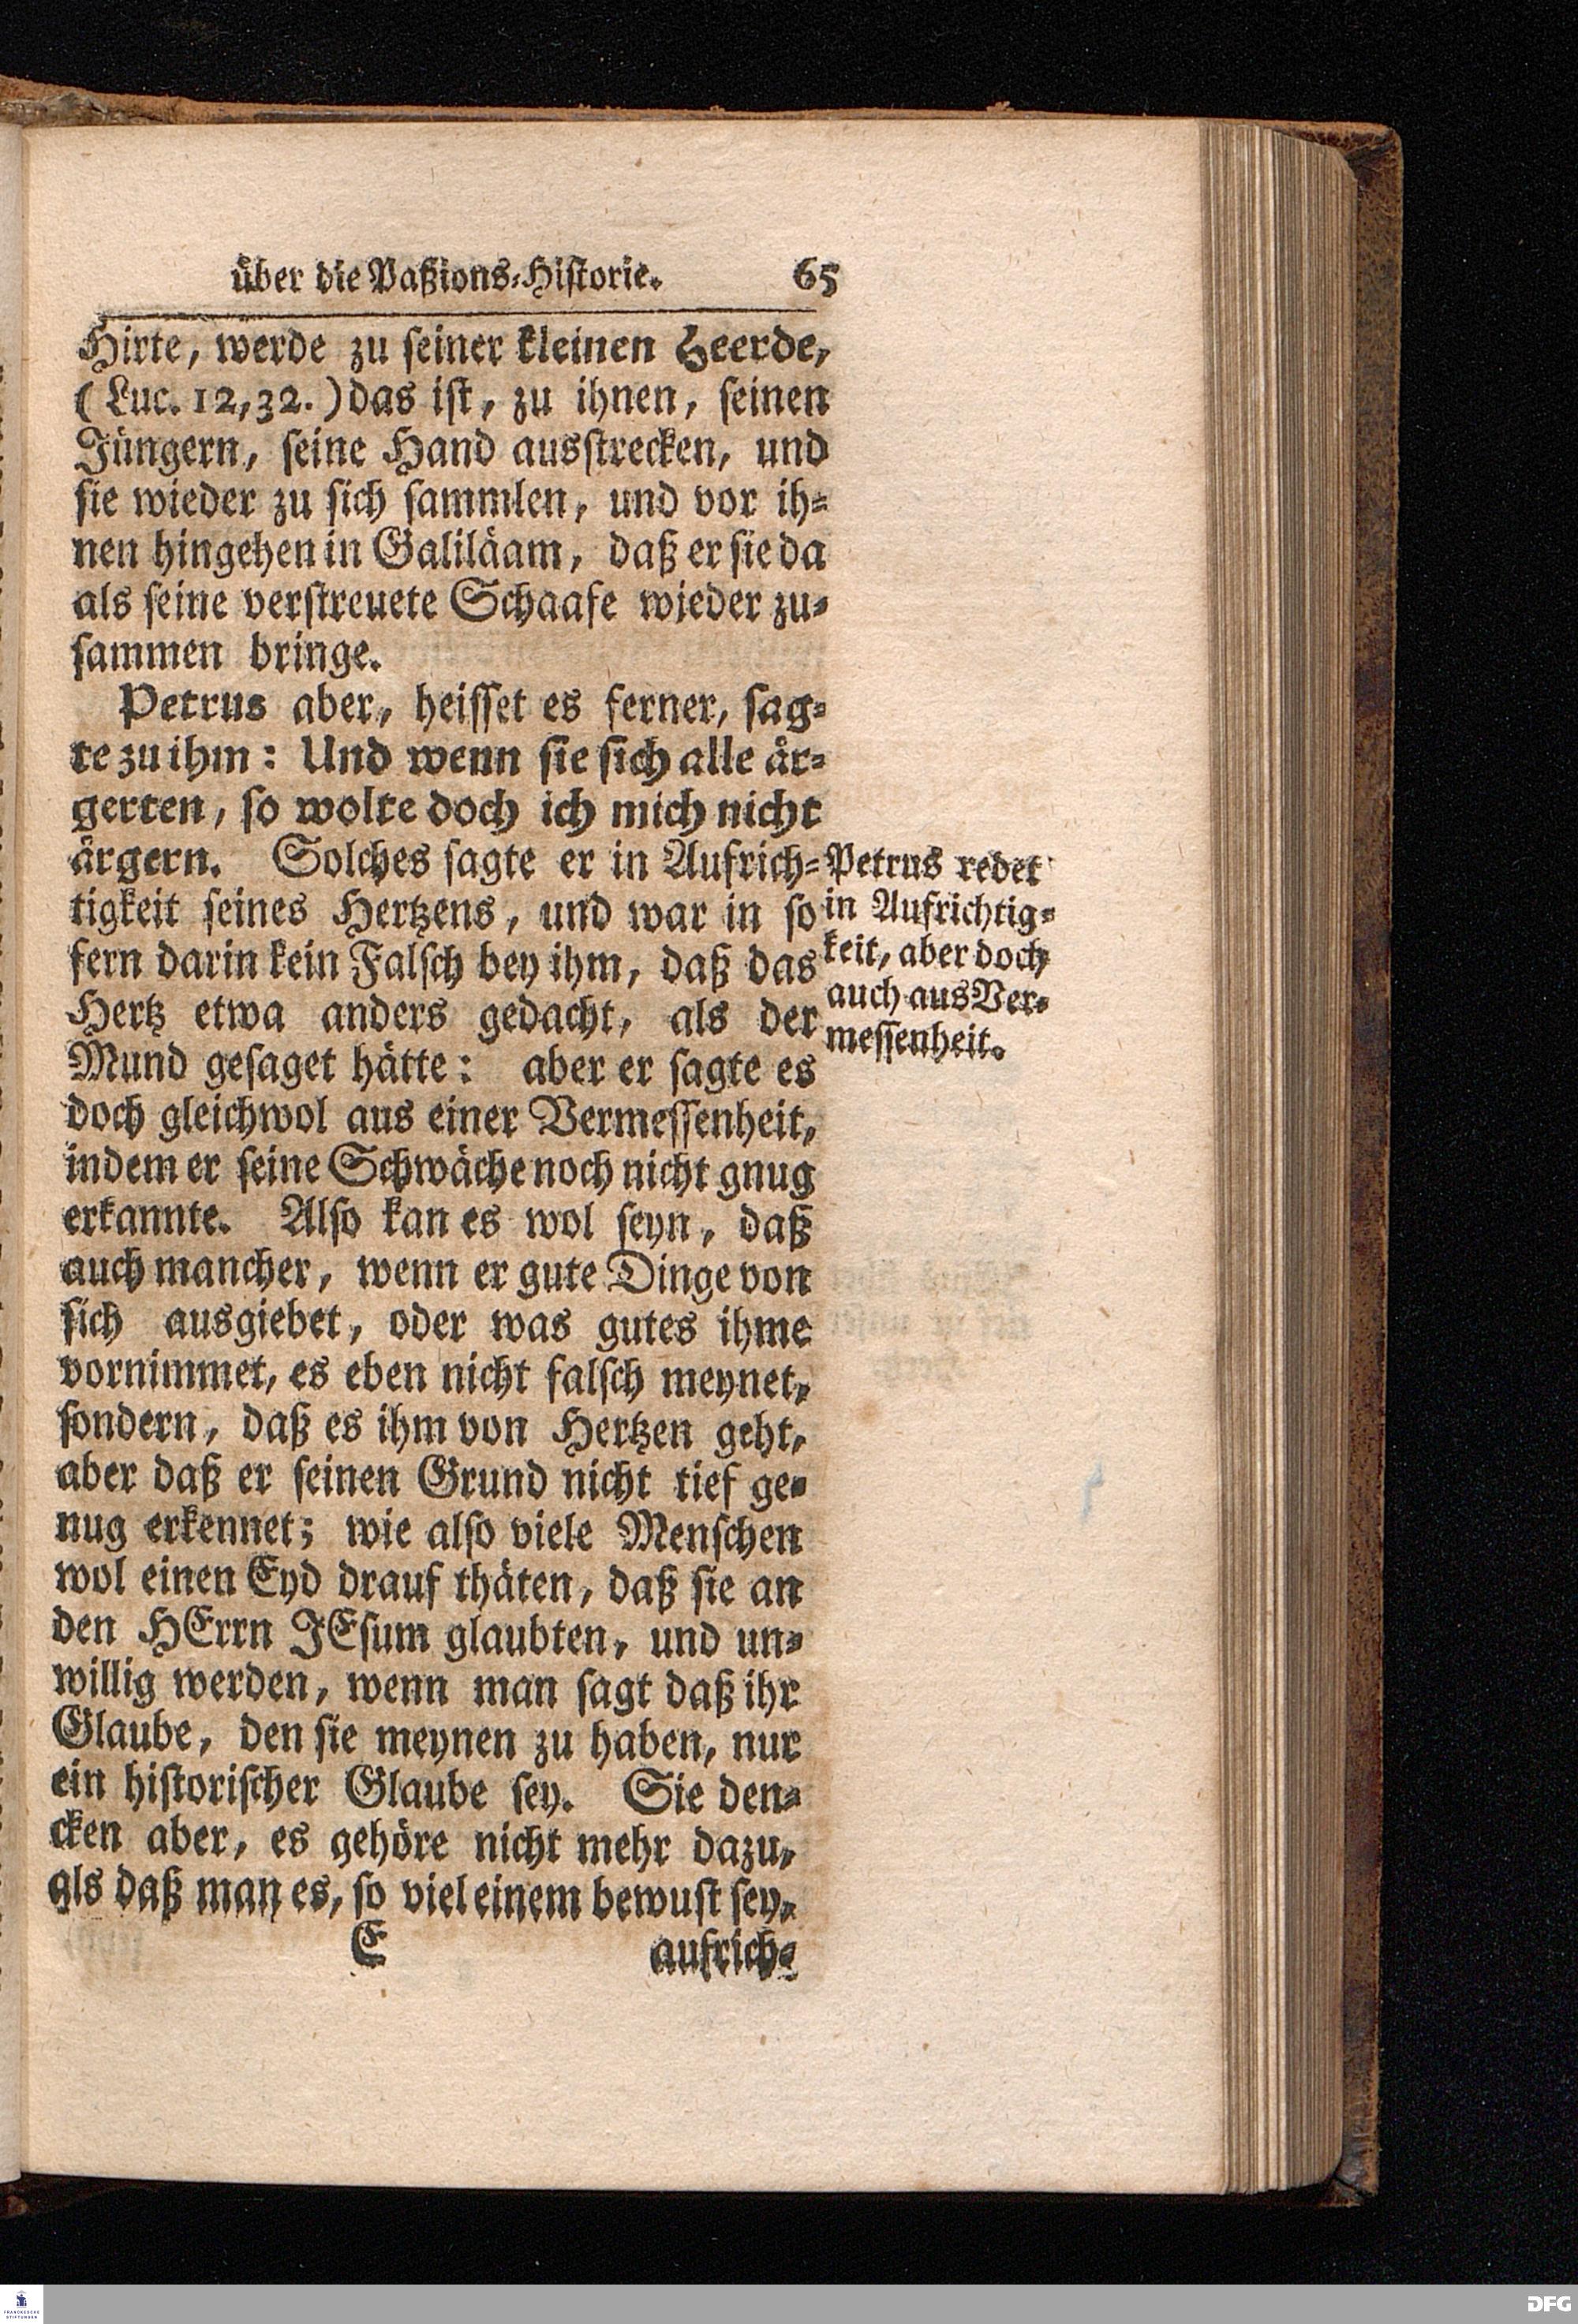 über die Paßions-Historie. 65
Hirte, werde zu seiner kleinen Heerde,
(Luc. 12,32.) das ist, zu ihnen, seinen
Jüngern, seine Hand ausstrecken, und
sie wieder zu sich sammlen, und vor ih-
nen hingehen in Galiläam, daß er sie da
als seine verstreuete Schaafe wieder zu-
sammen bringe.
Petrus aber, heisset es ferner, sag-
te zu ihm: Und wenn sie sich alle är-
gerten, so wolte doch ich mich nicht
ärgern. Solches sagte er in Aufrich-
tigkeit seines Hertzens, und war in so
fern darin kein Falsch bey ihm, daß das
Hertz etwa anders gedacht, als der
Mund gesaget hätte: aber er sagte es
doch gleichwol aus einer Vermessenheit,
indem er seine Schwäche noch nicht gnug
erkannte. Also kan es wol seyn, daß
auch mancher, wenn er gute Dinge von
sich ausgiebet, oder was gutes ihme
vornimmet, es eben nicht falsch meynet,
sondern, daß es ihm von Hertzen geht,
aber daß er seinen Grund nicht tief ge-
nug erkennet; wie also viele Menschen
wol einen Eyd drauf thäten, daß sie an
den HErrn JEsum glaubten, und un-
willig werden, wenn man sagt daß ihr
Glaube, den sie meynen zu haben, nur
ein historischer Glaube sey. Sie den-
cken aber, es gehöre nicht mehr dazu,
als daß man es, so viel einem bewust sey,
E aufrich-
Petrus redet
in Aufrichtig-
keit, aber doch
auch aus Ver-
messenheit.
FRANCKESCHE
STIFTUNGEN
DFG